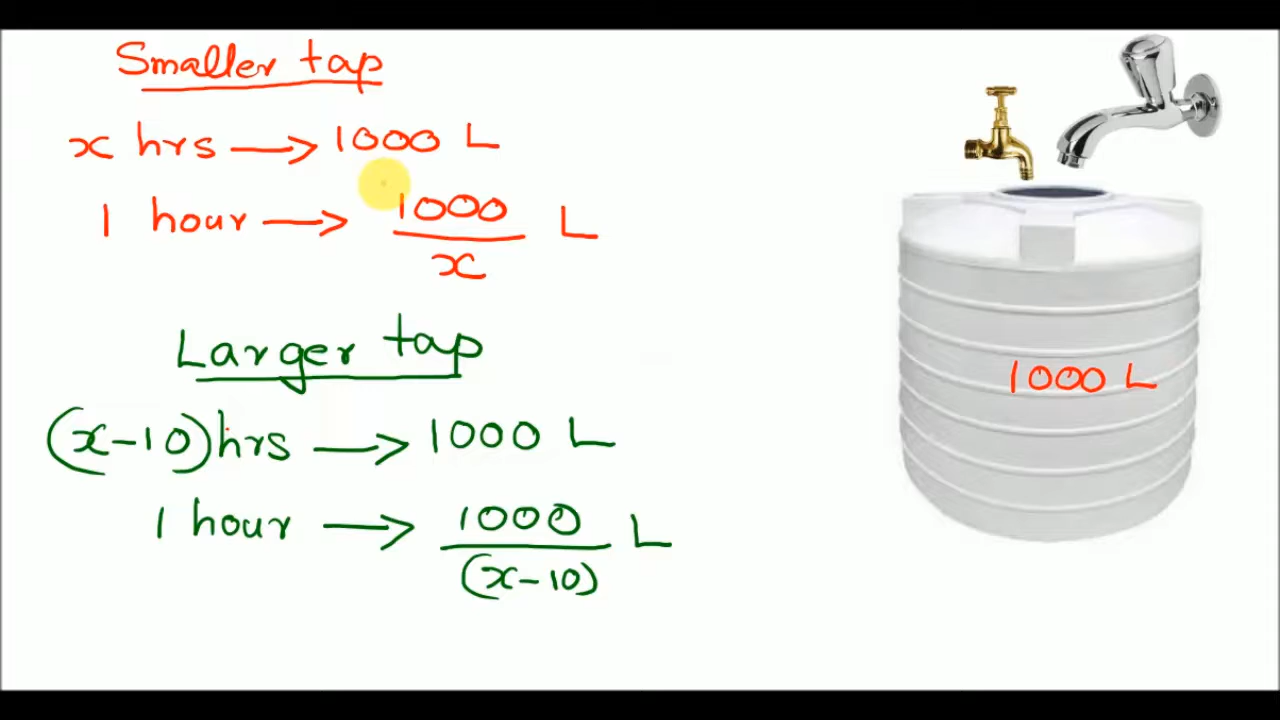 Smaller tap
x hrs → 1000 L
1 hour → 1000/x L
Larger tap
(x-10) hrs → 1000 L
1 hour → 1000/(x-10) L
1000 L